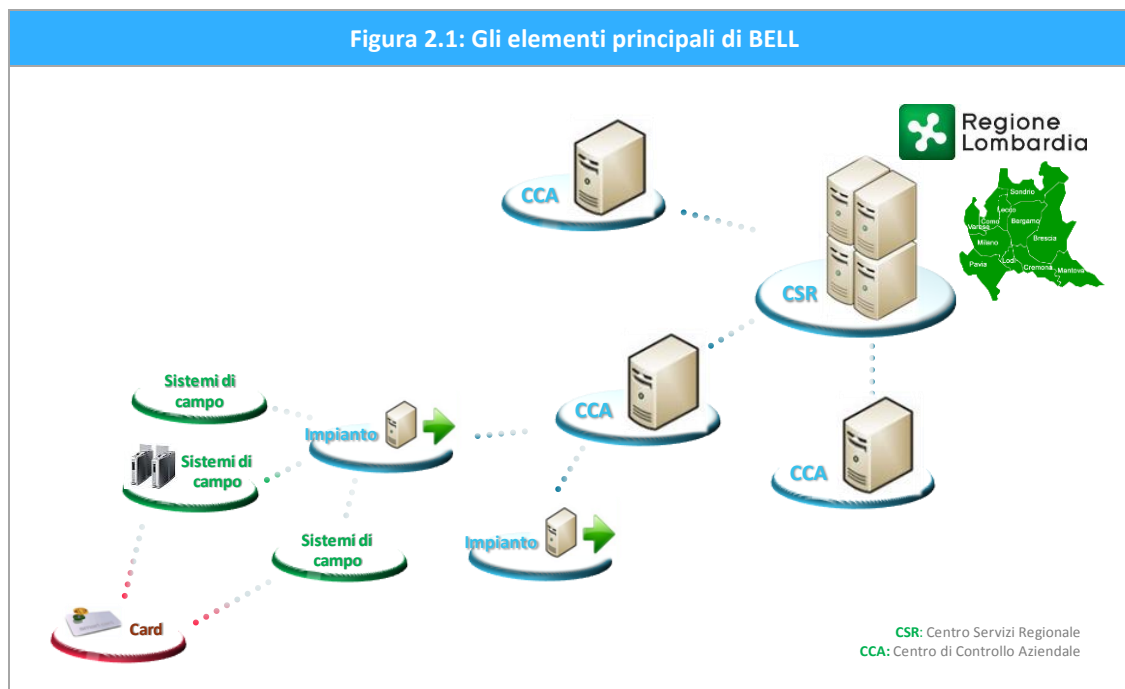 Figura 2.1: Gli elementi principali di BELL
Regione
Lombardia
CCA
Sondrio
Lecco
Como
Bergamo
Varese
Milano
Brescia
Pavia
Lodi
Cremona
Mantova
CSR
CCA
CCA
Sistemi di
campo
Impianto
Sistemi di
campo
Sistemi di
campo
Impianto
Card
CSR: Centro Servizi Regionale
CCA: Centro di Controllo Aziendale